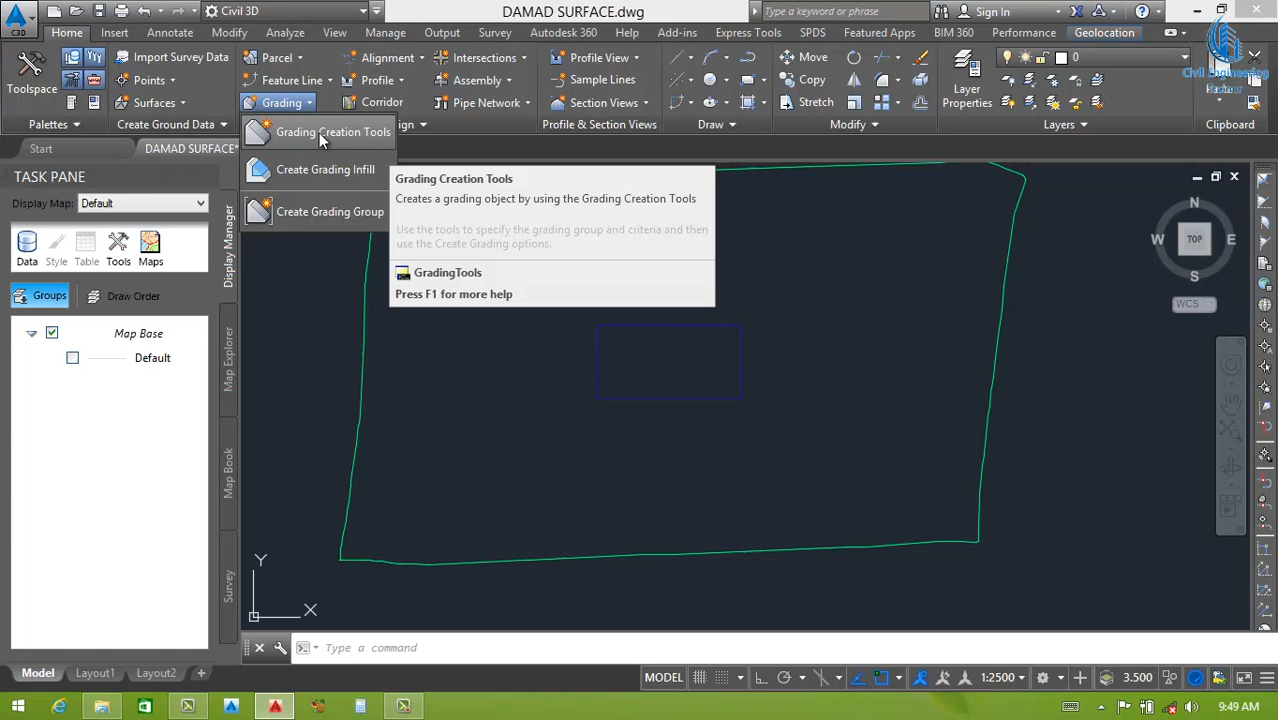 Civil 3D
DAMAD SURFACE.dwg
Type a keyword or phrase
Sign In
Home
Insert
Annotate
Modify
Analyze
View
Manage
Output
Survey
Autodesk 360
Help
Add-ins
Express Tools
SPDS
Featured Apps
BIM 360
Performance
Geolocation
Toolspace
Import Survey Data
Points
Surfaces
Parcel
Feature Line
Grading
Alignment
Profile
Corridor
Intersections
Assembly
Pipe Network
Profile View
Sample Lines
Section Views
Move
Copy
Stretch
Layer
Properties
0
Civil Engineering
Palettes
Create Ground Data
ign
Profile & Section Views
Draw
Modify
Layers
Clipboard
Start
DAMAD SURFACE*
Grading Creation Tools
Create Grading Infill
Create Grading Group
Grading Creation Tools
Creates a grading object by using the Grading Creation Tools
Use the tools to specify the grading group and criteria and then
use the Create Grading options.
GradingTools
Press F1 for more help
TASK PANE
Display Map:
Default
Data
Style
Table
Tools
Maps
Groups
Draw Order
Map Base
Default
Display Manager
Map Explorer
Map Book
Survey
N
W
TOP
E
S
WCS
Y
X
Type a command
Model
Layout1
Layout2
MODEL
1:2500
3.500
9:49 AM